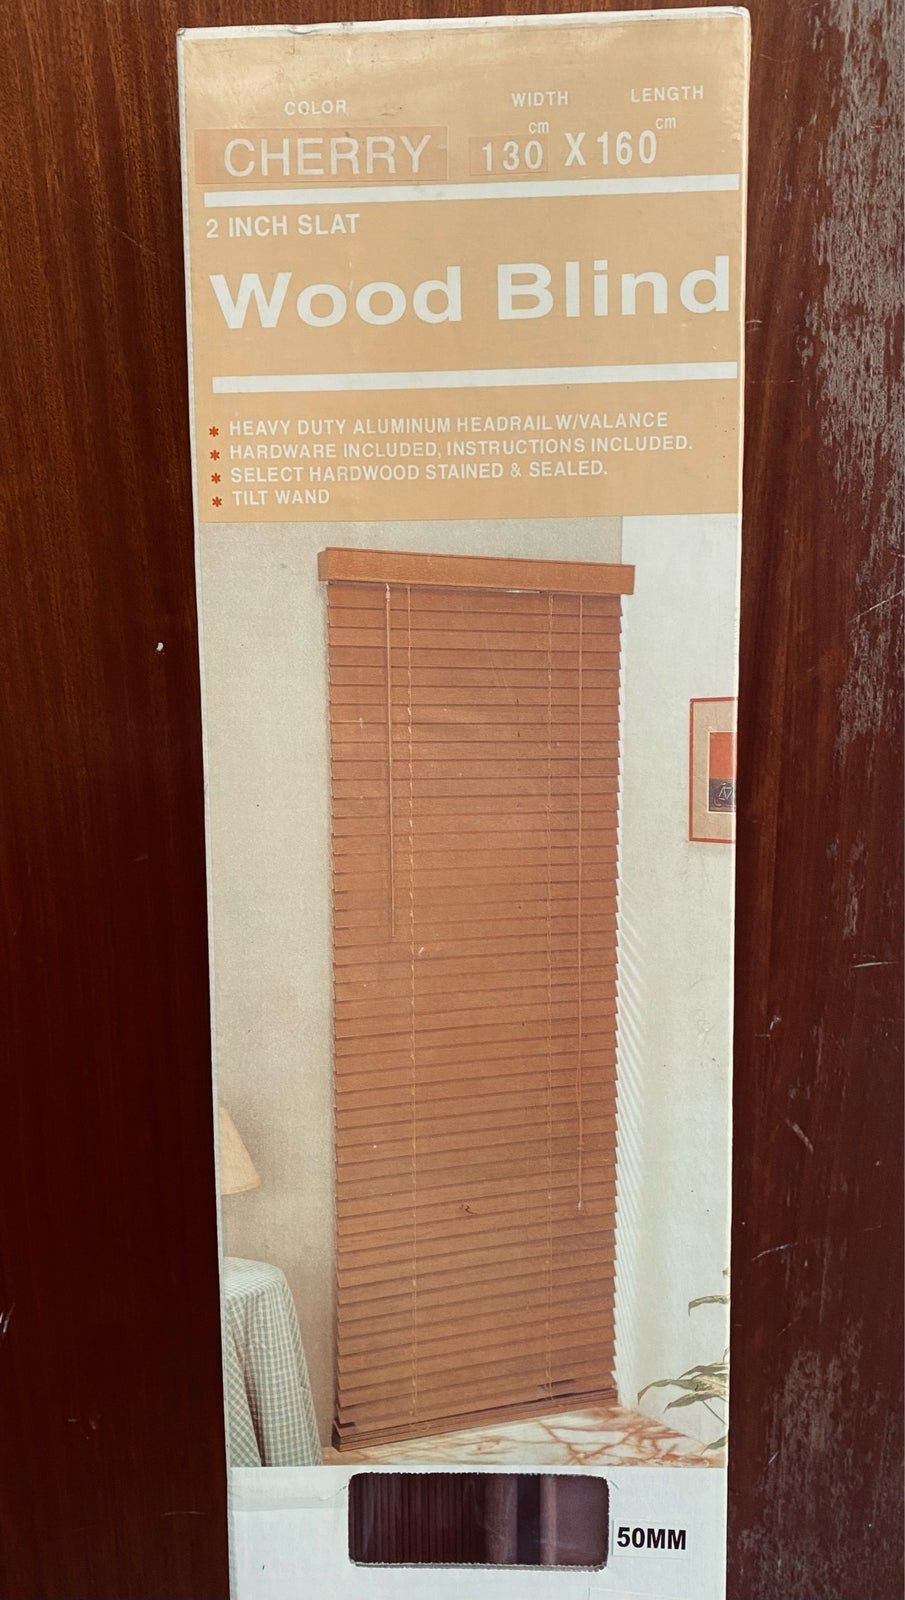 COLOR WIDTH LENGTH
cm cm
CHERRY 130 X 160
2 INCH SLAT
Wood Blind
* HEAVY DUTY ALUMINUM HEADRAIL W/VALANCE
* HARDWARE INCLUDED, INSTRUCTIONS INCLUDED.
* SELECT HARDWOOD STAINED & SEALED.
* TILT WAND
50MM